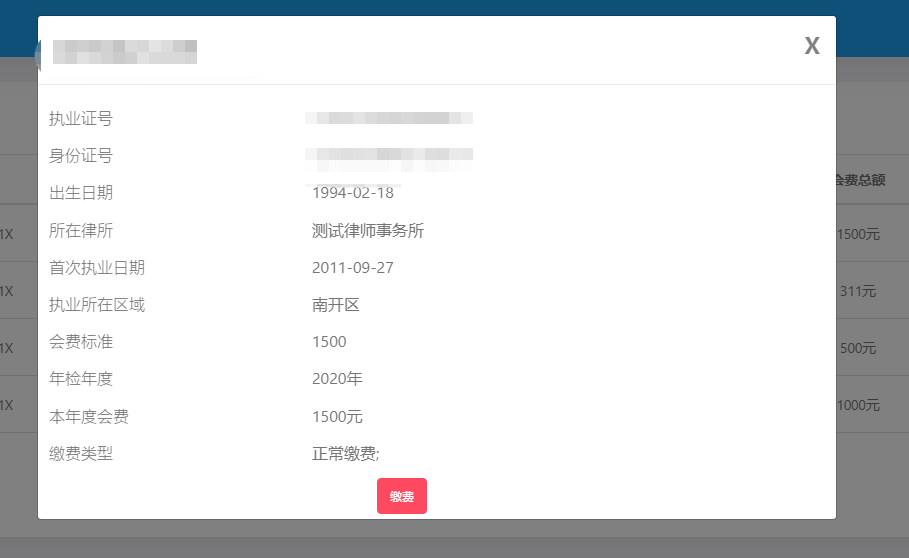 X
执业证号
身份证号
出生日期 1994-02-18
所在律所 测试律师事务所
首次执业日期 2011-09-27
执业所在区域 南开区
会费标准 1500
年检年度 2020年
本年度会费 1500元
缴费类型 正常缴费;
缴费
会费总额
1X 1500元
1X 311元
1X 500元
1X 1000元